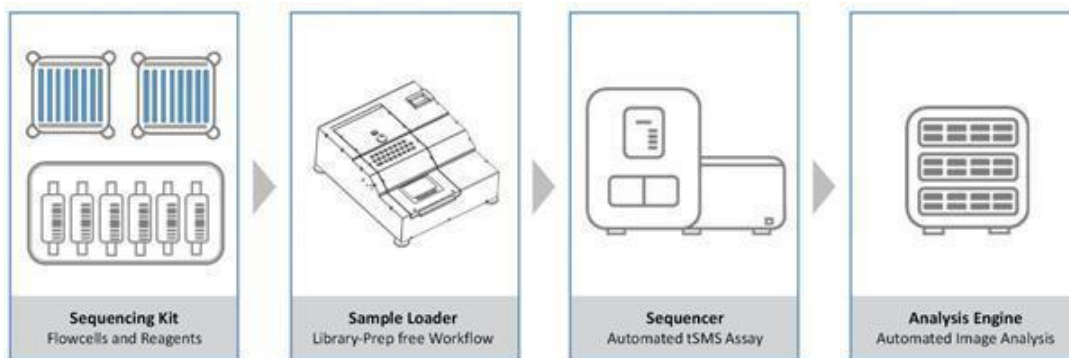 Sequencing Kit
Flowcells and Reagents
Sample Loader
Library-Prep free Workflow
Sequencer
Automated tSMS Assay
Analysis Engine
Automated Image Analysis